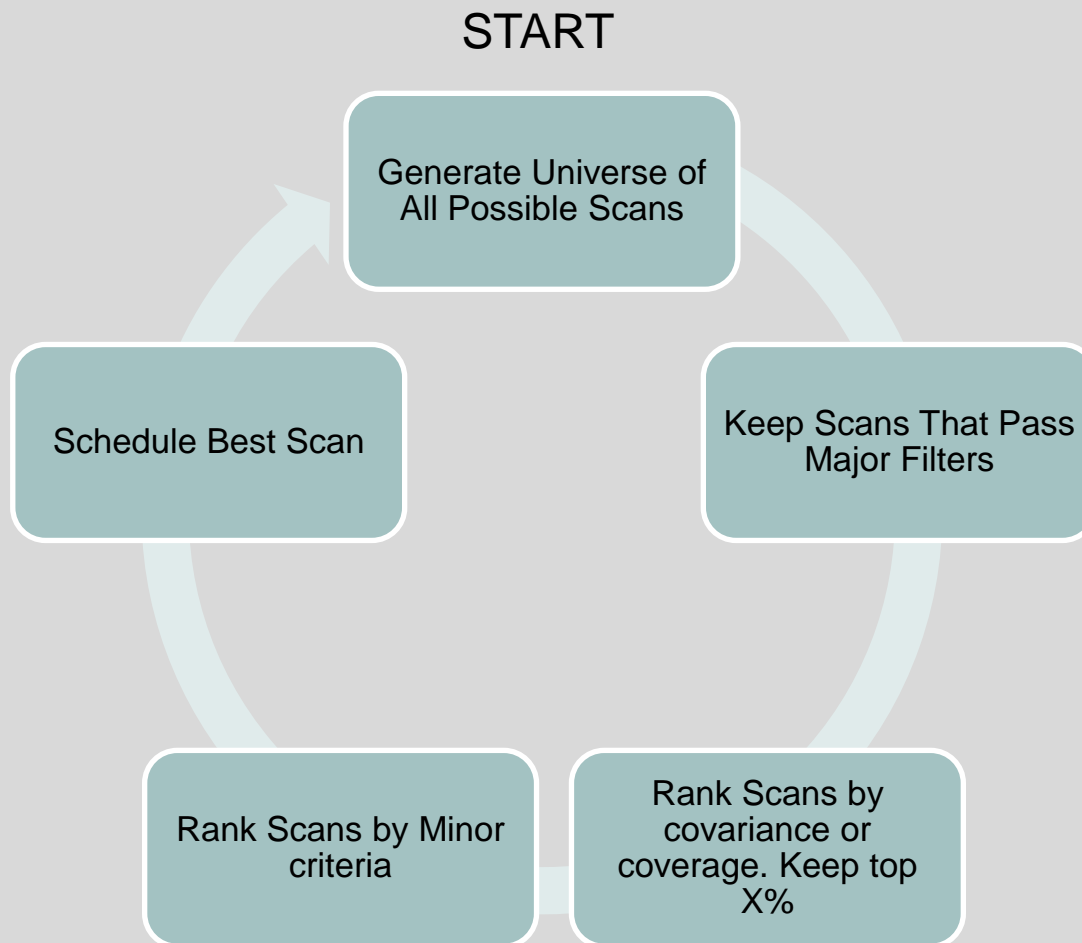 START
Generate Universe of
All Possible Scans
Keep Scans That Pass
Major Filters
Rank Scans by
covariance or
coverage. Keep top
X%
Rank Scans by Minor
criteria
Schedule Best Scan